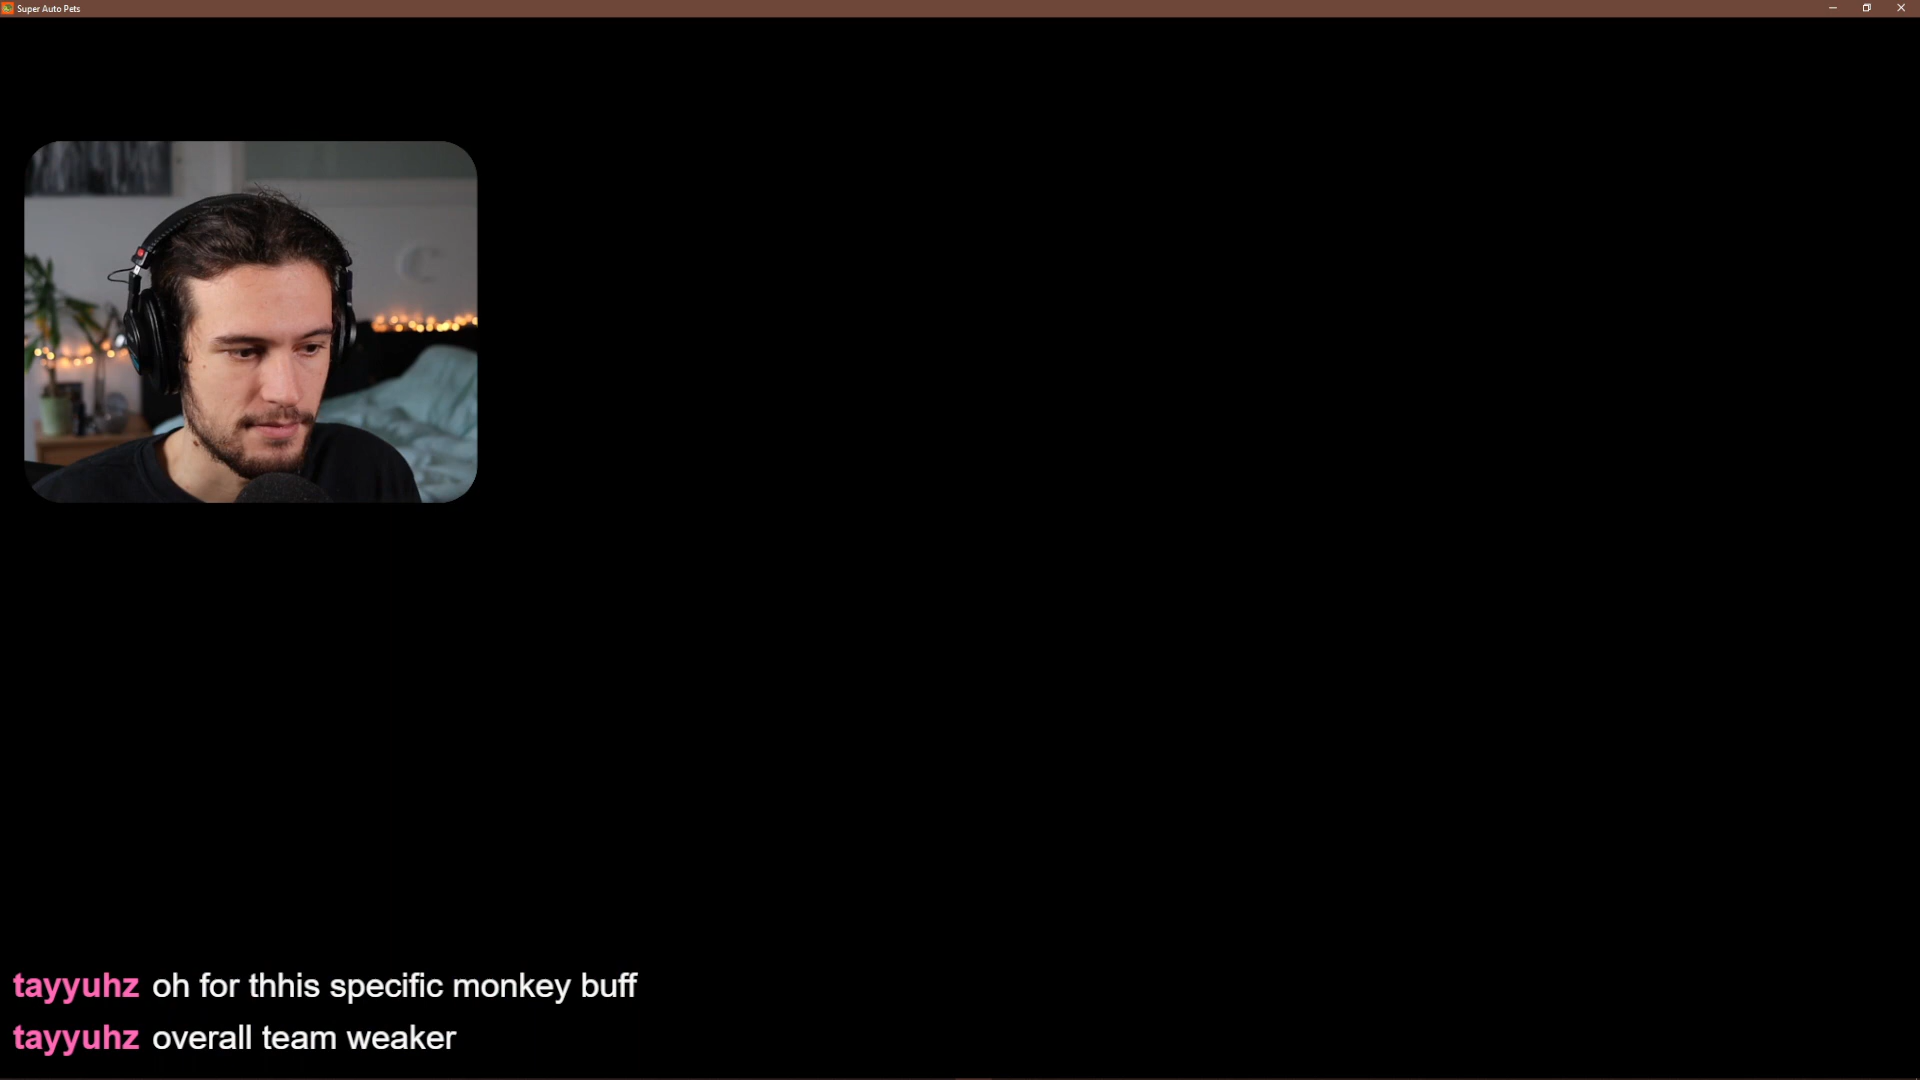 Super Auto Pets
tayyuhz oh for thhis specific monkey buff
tayyuhz overall team weaker